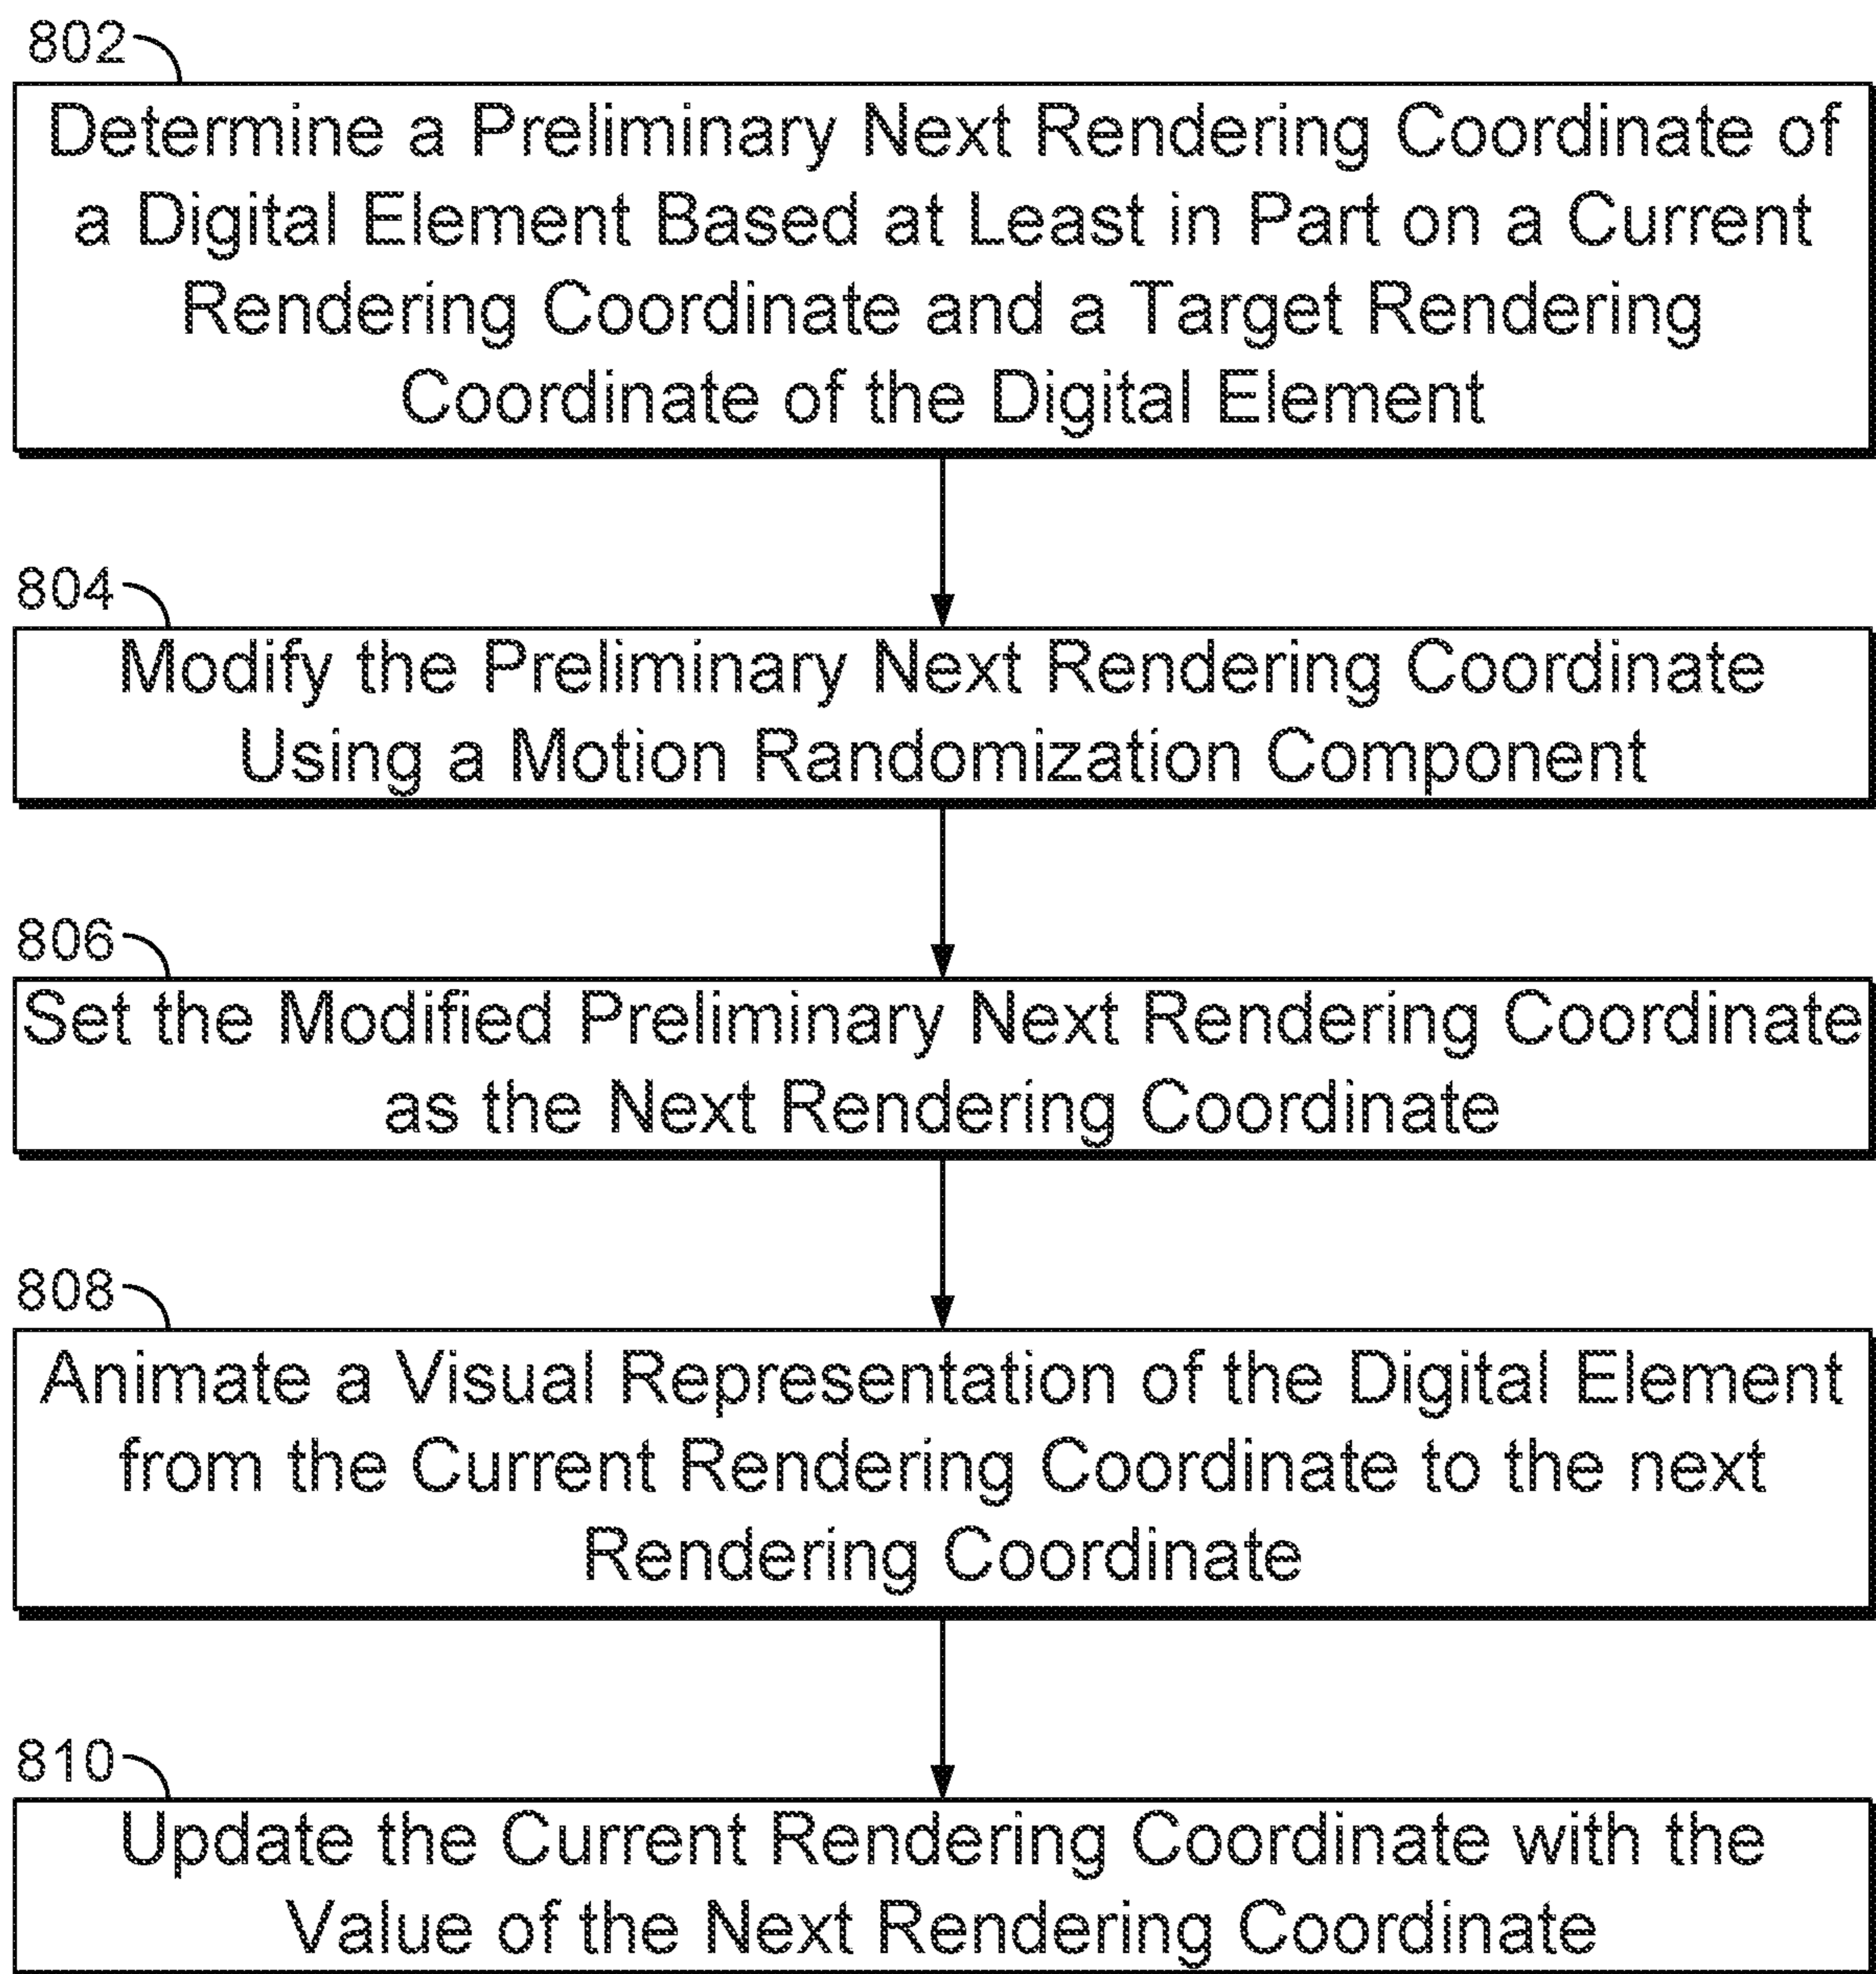 802
Determine a Preliminary Next Rendering Coordinate of
a Digital Element Based at Least in Part on a Current
Rendering Coordinate and a Target Rendering
Coordinate of the Digital Element
804
Modify the Preliminary Next Rendering Coordinate
Using a Motion Randomization Component
806
Set the Modified Preliminary Next Rendering Coordinate
as the Next Rendering Coordinate
808
Animate a Visual Representation of the Digital Element
from the Current Rendering Coordinate to the next
Rendering Coordinate
810
Update the Current Rendering Coordinate with the
Value of the Next Rendering Coordinate